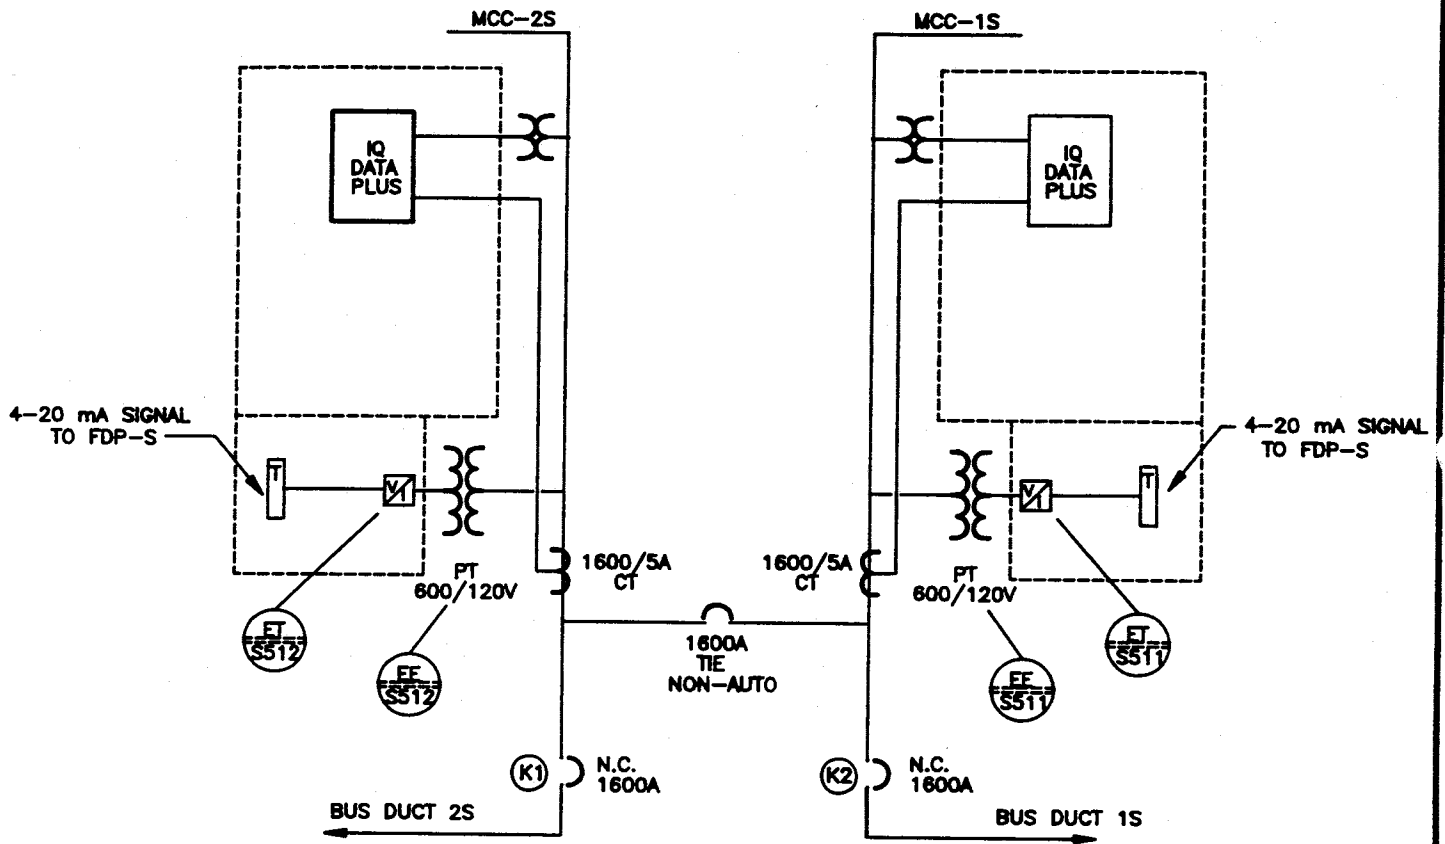 MCC-2S
MCC-1S
IQ
DATA
PLUS
IQ
DATA
PLUS
4-20 mA SIGNAL
TO FDP-S
4-20 mA SIGNAL
TO FDP-S
T
V/I
V/I
T
1600/5A
CT
1600/5A
CT
PT
600/120V
PT
600/120V
ET
S512
EE
S512
1600A
TIE
NON-AUTO
EE
S511
ET
S511
K1
N.C.
1600A
K2
N.C.
1600A
BUS DUCT 2S
BUS DUCT 1S